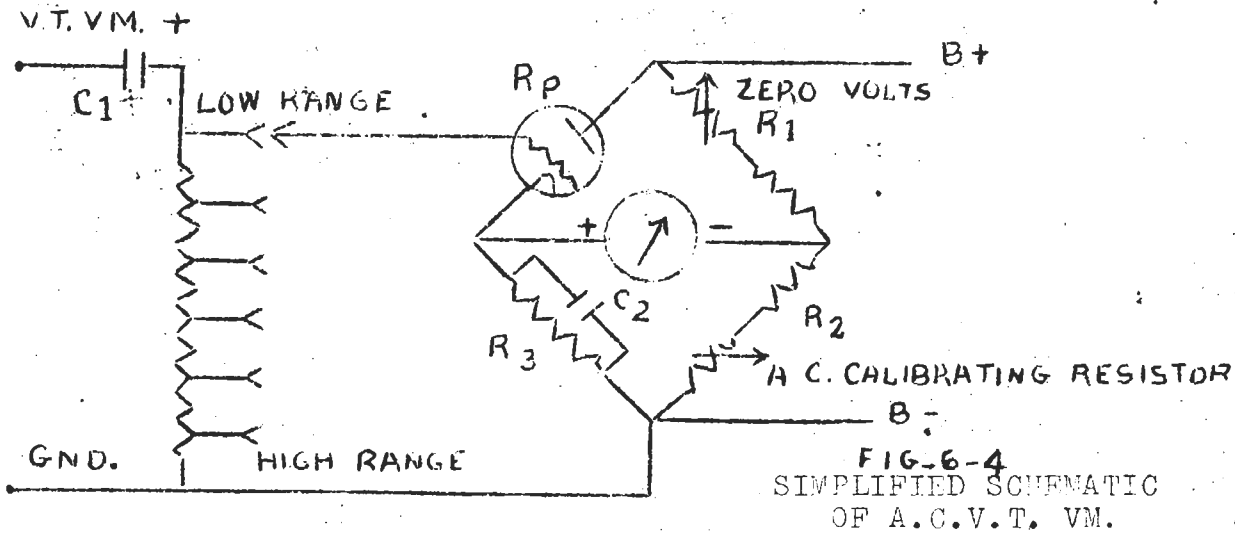 V.T. VM. +
C1
LOW RANGE
RP
B+
ZERO VOLTS
R1
+
-
C2
R3
R2
A C. CALIBRATING RESISTOR
B -
GND.
HIGH RANGE
FIG-6-4
SIMPLIFIED SCHEMATIC
OF A.C.V.T. VM.